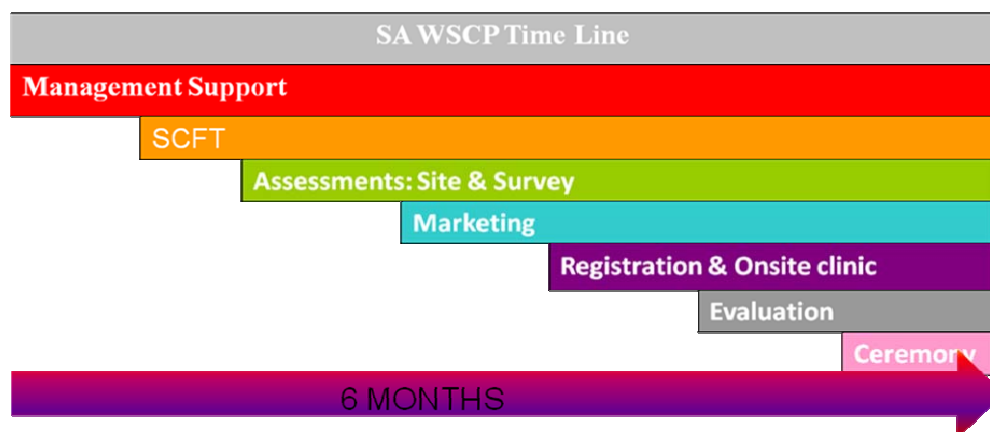 SA WSCP Time Line
Management Support
SCFT
Assessments: Site & Survey
Marketing
Registration & Onsite clinic
Evaluation
Ceremony
6 MONTHS